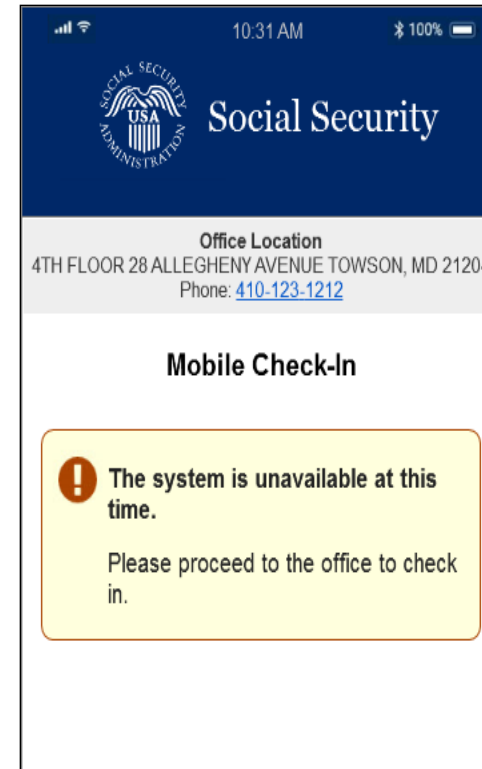 10:31 AM
100%
SOCIAL SECURITY ADMINISTRATION
USA
Social Security
Office Location
4TH FLOOR 28 ALLEGHENY AVENUE TOWSON, MD 2120
Phone: 410-123-1212
Mobile Check-In
The system is unavailable at this
time.
Please proceed to the office to check
in.